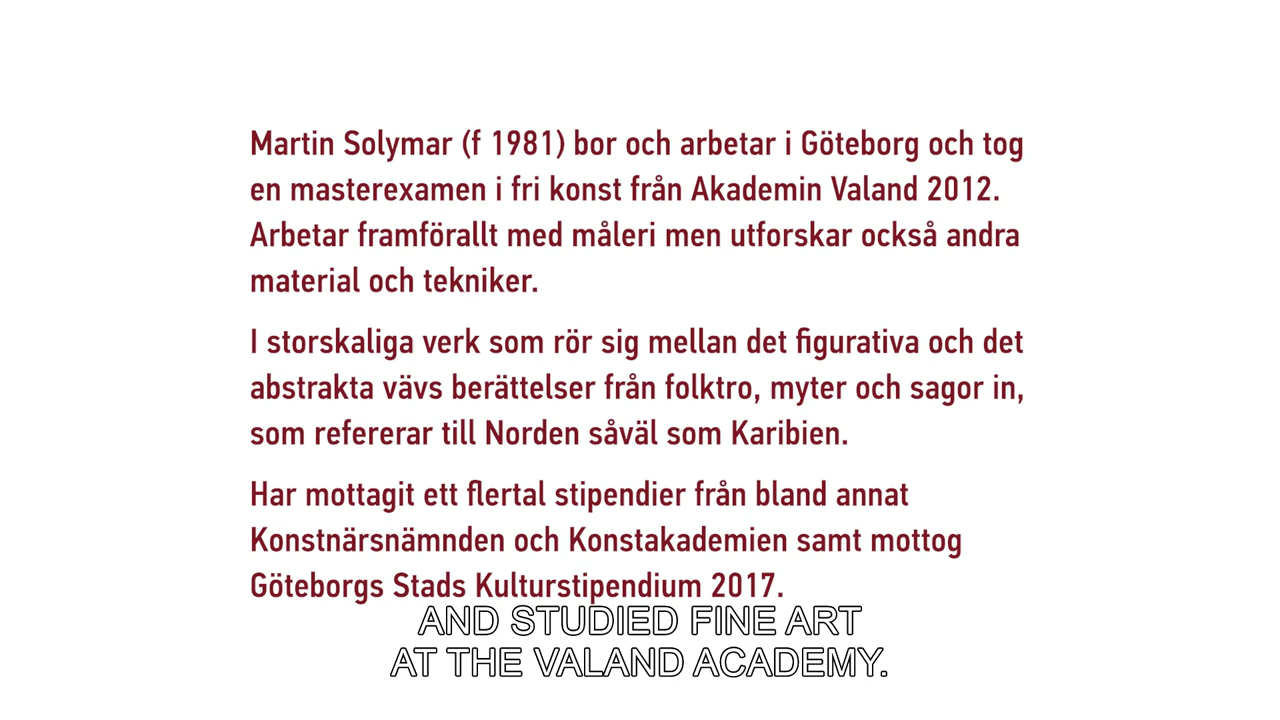 Martin Solymar (f 1981) bor och arbetar i Göteborg och tog
en masterexamen i fri konst från Akademin Valand 2012.
Arbetar framförallt med måleri men utforskar också andra
material och tekniker.
I storskaliga verk som rör sig mellan det figurativa och det
abstrakta vävs berättelser från folktro, myter och sagor in,
som refererar till Norden såväl som Karibien.
Har mottagit ett flertal stipendier från bland annat
Konstnärsnämnden och Konstakademien samt mottog
Göteborgs Stads Kulturstipendium 2017.
AND STUDIED FINE ART
AT THE VALAND ACADEMY.